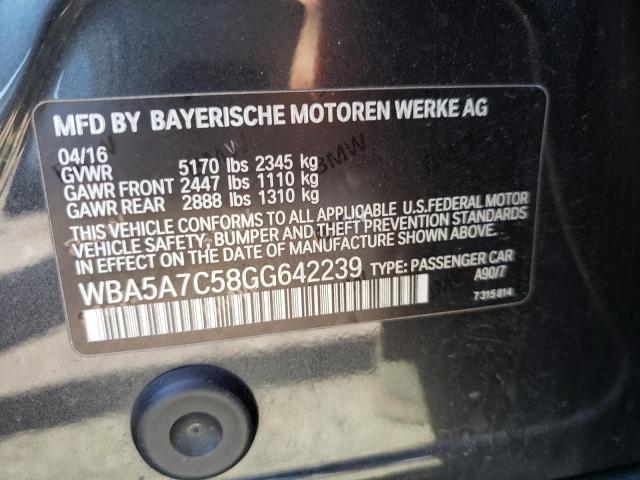 MFD BY BAYERISCHE MOTOREN WERKE AG
04/16
GVWR 5170 lbs 2345 kg
GAWR FRONT 2447 lbs 1110 kg
GAWR REAR 2888 lbs 1310 kg
THIS VEHICLE CONFORMS TO ALL APPLICABLE U.S.FEDERAL MOTOR
VEHICLE SAFETY, BUMPER AND THEFT PREVENTION STANDARDS
IN EFFECT ON THE DATE OF MANUFACTURE SHOWN ABOVE.
WBA5A7C58GG642239 TYPE: PASSENGER CAR
A90/7
7315814